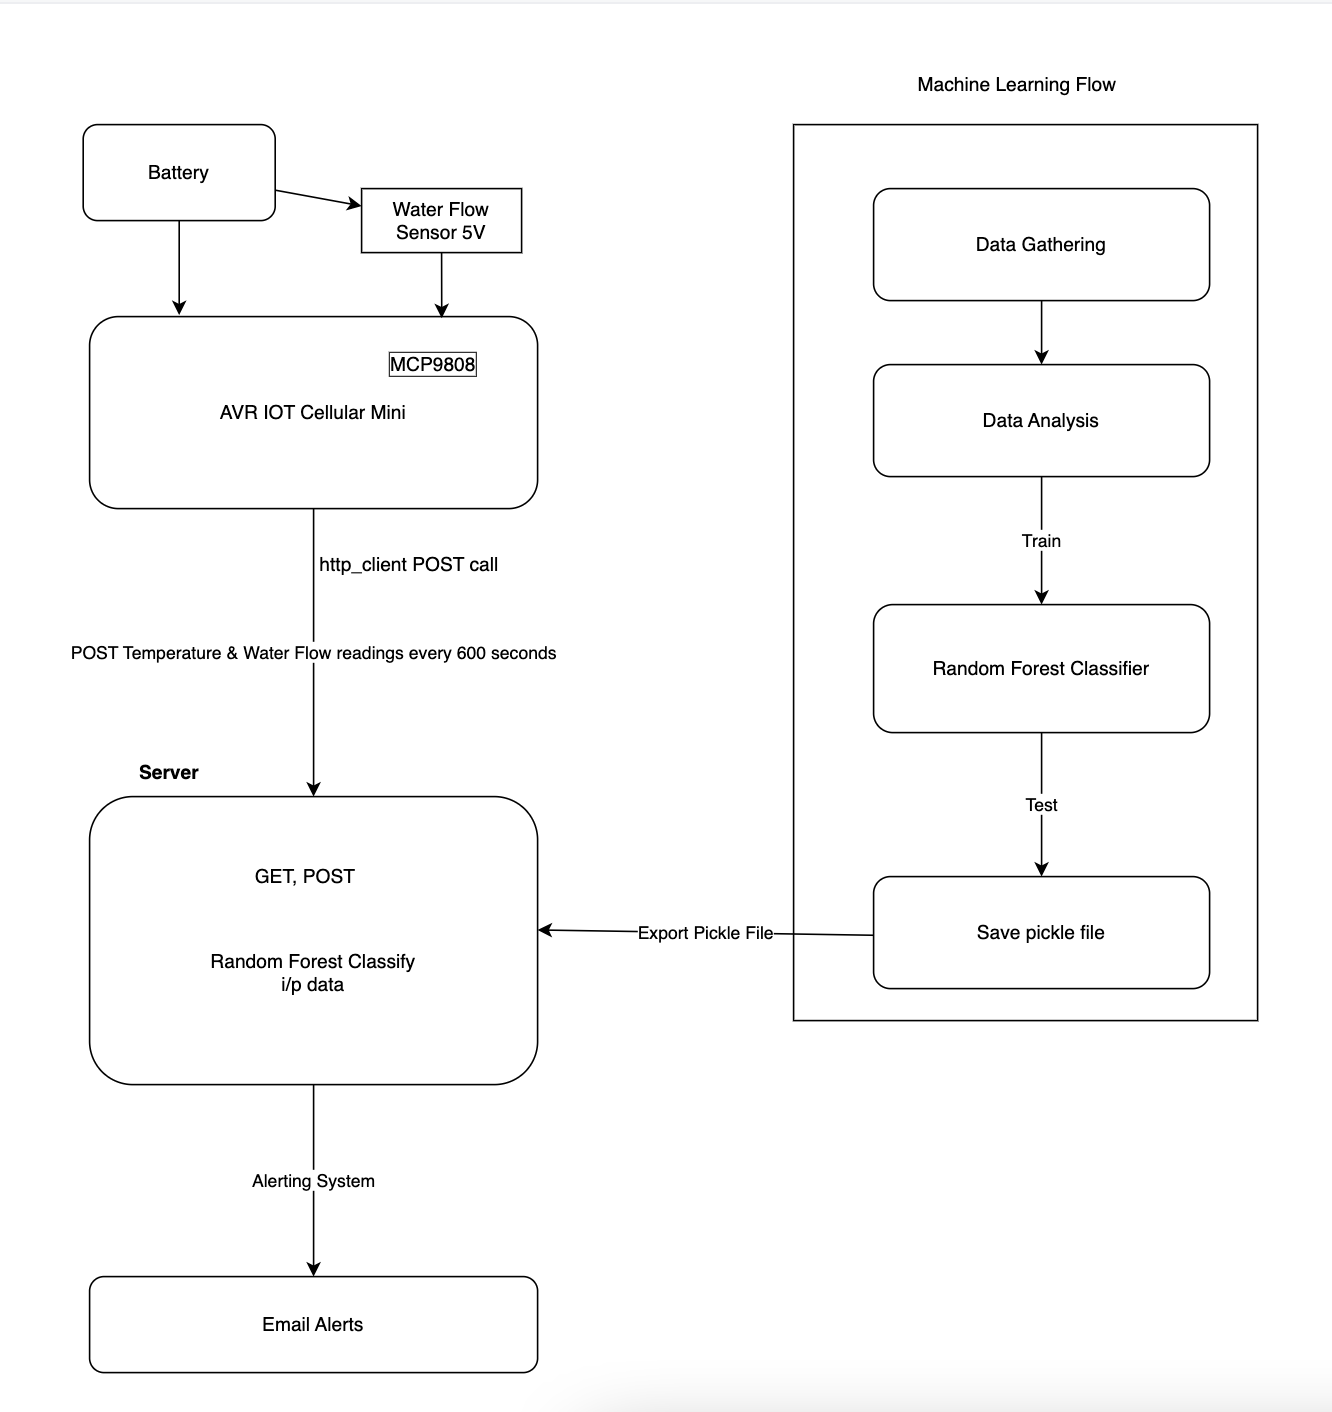 Machine Learning Flow
Battery
Water Flow
Sensor 5V
MCP9808
AVR IOT Cellular Mini
http_client POST call
POST Temperature & Water Flow readings every 600 seconds
Server
GET, POST
Random Forest Classify
i/p data
Alerting System
Email Alerts
Data Gathering
Data Analysis
Train
Random Forest Classifier
Test
Save pickle file
Export Pickle File